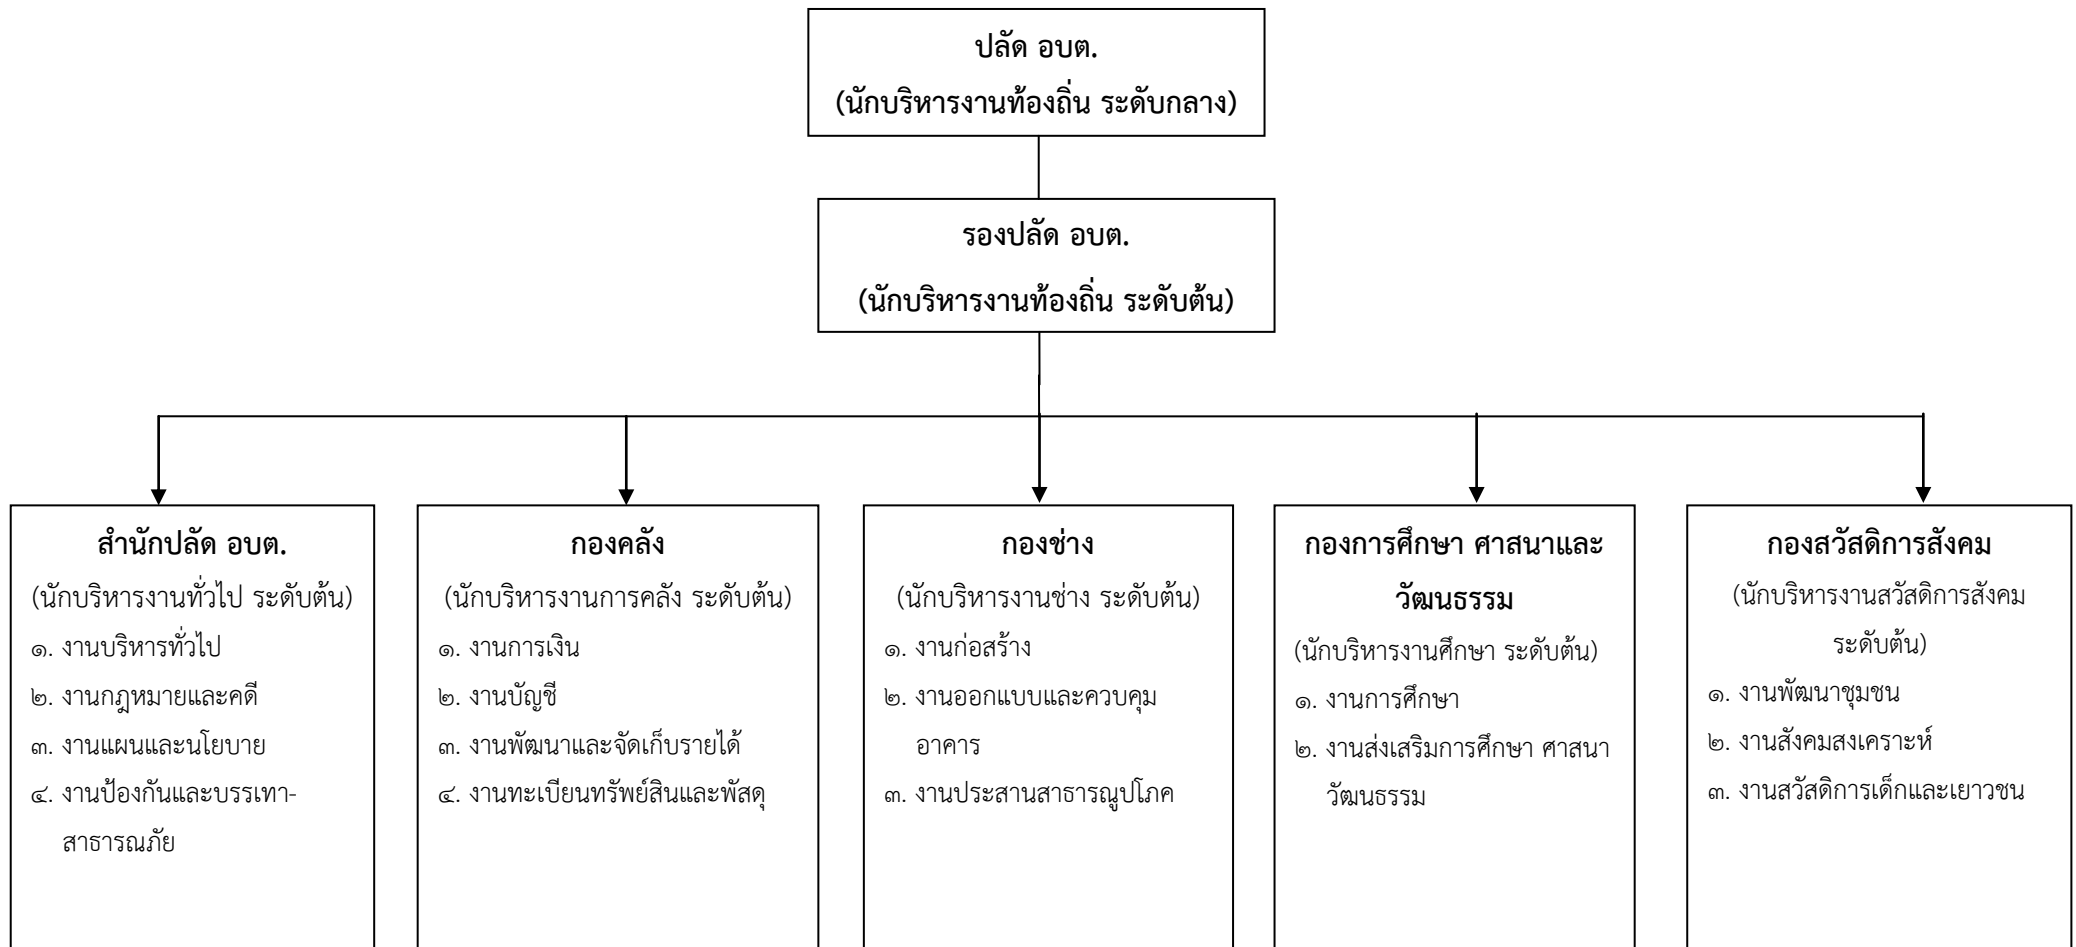 ปลัด อบต.
(นักบริหารงานท้องถิ่น ระดับกลาง)
รองปลัด อบต.
(นักบริหารงานท้องถิ่น ระดับต้น)
สำนักปลัด อบต.
(นักบริหารงานทั่วไป ระดับต้น)
๑. งานบริหารทั่วไป
๒. งานกฎหมายและคดี
๓. งานแผนและนโยบาย
๔. งานป้องกันและบรรเทา-
สาธารณภัย
กองคลัง
(นักบริหารงานการคลัง ระดับต้น)
๑. งานการเงิน
๒. งานบัญชี
๓. งานพัฒนาและจัดเก็บรายได้
๔. งานทะเบียนทรัพย์สินและพัสดุ
กองช่าง
(นักบริหารงานช่าง ระดับต้น)
๑. งานก่อสร้าง
๒. งานออกแบบและควบคุม
อาคาร
๓. งานประสานสาธารณูปโภค
กองการศึกษา ศาสนาและ
วัฒนธรรม
(นักบริหารงานศึกษา ระดับต้น)
๑. งานการศึกษา
๒. งานส่งเสริมการศึกษา ศาสนา
วัฒนธรรม
กองสวัสดิการสังคม
(นักบริหารงานสวัสดิการสังคม
ระดับต้น)
๑. งานพัฒนาชุมชน
๒. งานสังคมสงเคราะห์
๓. งานสวัสดิการเด็กและเยาวชน